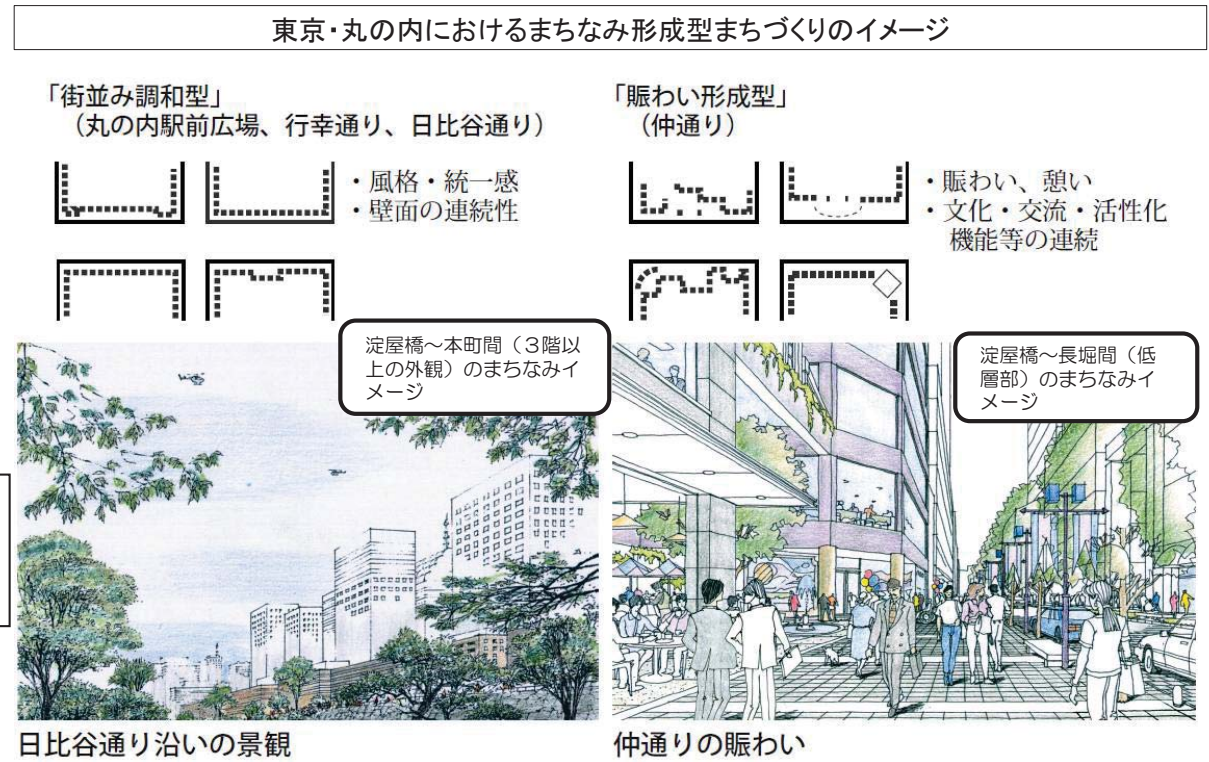 東京・丸の内におけるまちなみ形成型まちづくりのイメージ
「街並み調和型」
（丸の内駅前広場、行幸通り、日比谷通り）
・風格・統一感
・壁面の連続性
「賑わい形成型」
（仲通り）
・賑わい、憩い
・文化・交流・活性化
機能等の連続
淀屋橋～本町間（３階以
上の外観）のまちなみイ
メージ
淀屋橋～長堀間（低
層部）のまちなみイ
メージ
日比谷通り沿いの景観
仲通りの賑わい